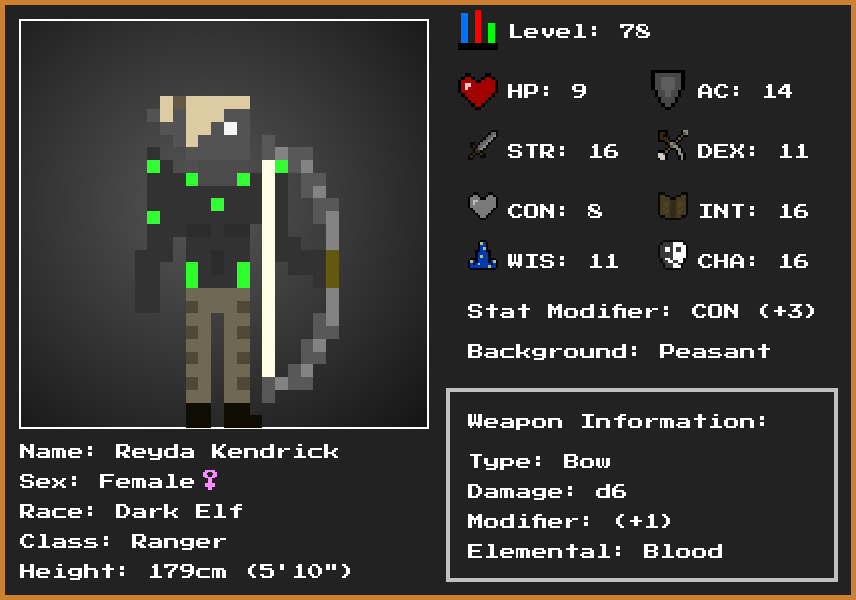 Level: 78
HP: 9 AC: 14
STR: 16 DEX: 11
CON: 8 INT: 16
WIS: 11 CHA: 16
Stat Modifier: CON (+3)
Background: Peasant
Weapon Information:
Type: Bow
Damage: d6
Modifier: (+1)
Elemental: Blood
Name: Reyda Kendrick
Sex: Female♀
Race: Dark Elf
Class: Ranger
Height: 179cm (5'10")